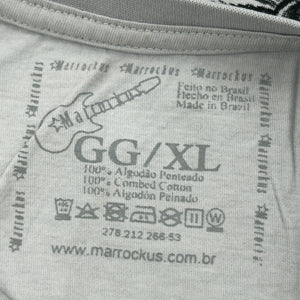 ★Marrockus ★Marrockus
Feito no Brasil
Hecho en Brasil
Made in Brazil
★Marrockus
GG/XL
100% Algodão Penteado
100% Combed Cotton
100% Algodón Peinado
278.212.266-53
www.marrockus.com.br
★Marrockus
★Marrockus